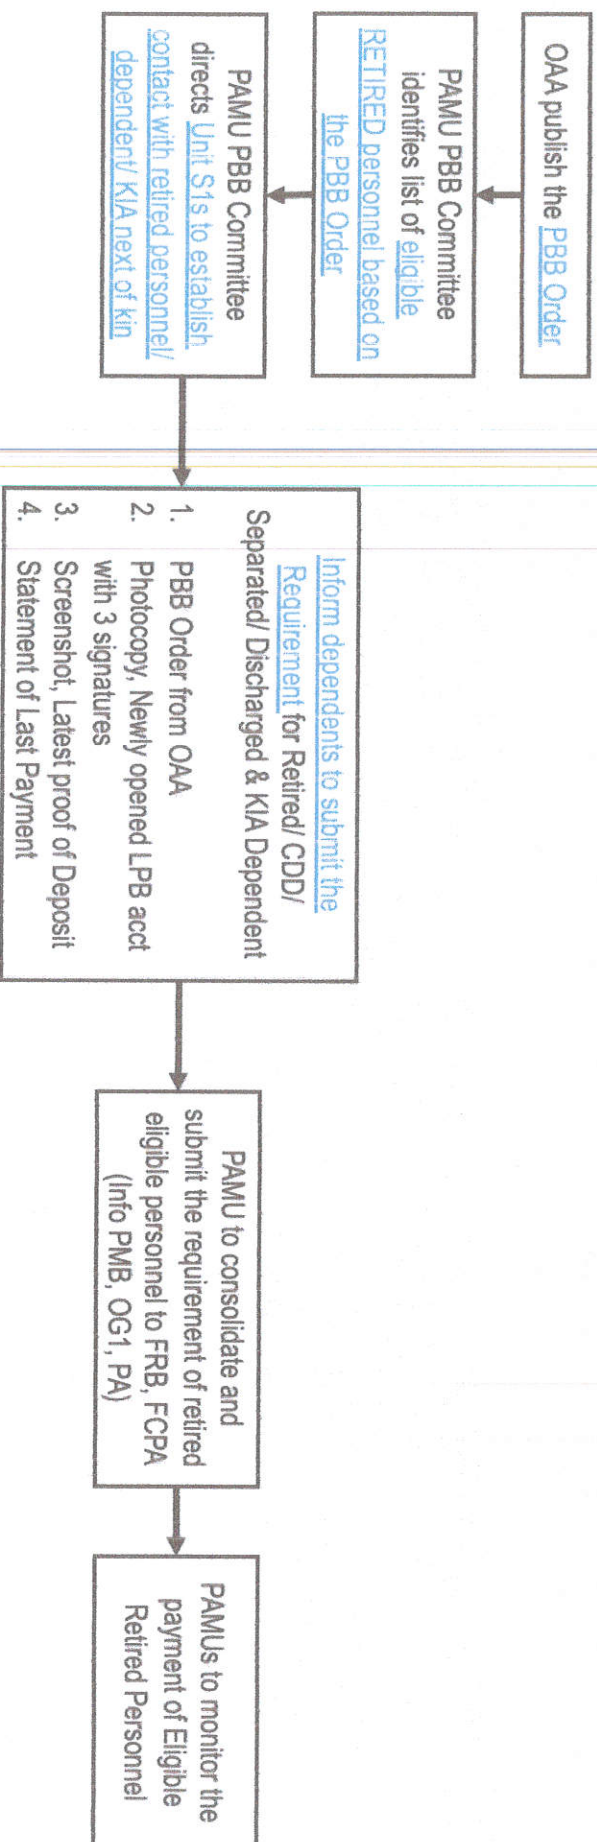 OAA publish the PBB Order
PAMU PBB Committee
identifies list of eligible
RETIRED personnel based on
the PBB Order
PAMU PBB Committee
directs Unit S1s to establish
contact with retired personnel/
dependent/ KIA next of kin
Inform dependents to submit the
Requirement for Retired/ CDD/
Separated/ Discharged & KIA Dependent
1. PBB Order from OAA
2. Photocopy, Newly opened LPB acct
with 3 signatures
3. Screenshot, Latest proof of Deposit
4. Statement of Last Payment
PAMU to consolidate and
submit the requirement of retired
eligible personnel to FRB, FCPA
(Info PMB, OG1, PA)
PAMUs to monitor the
payment of Eligible
Retired Personnel